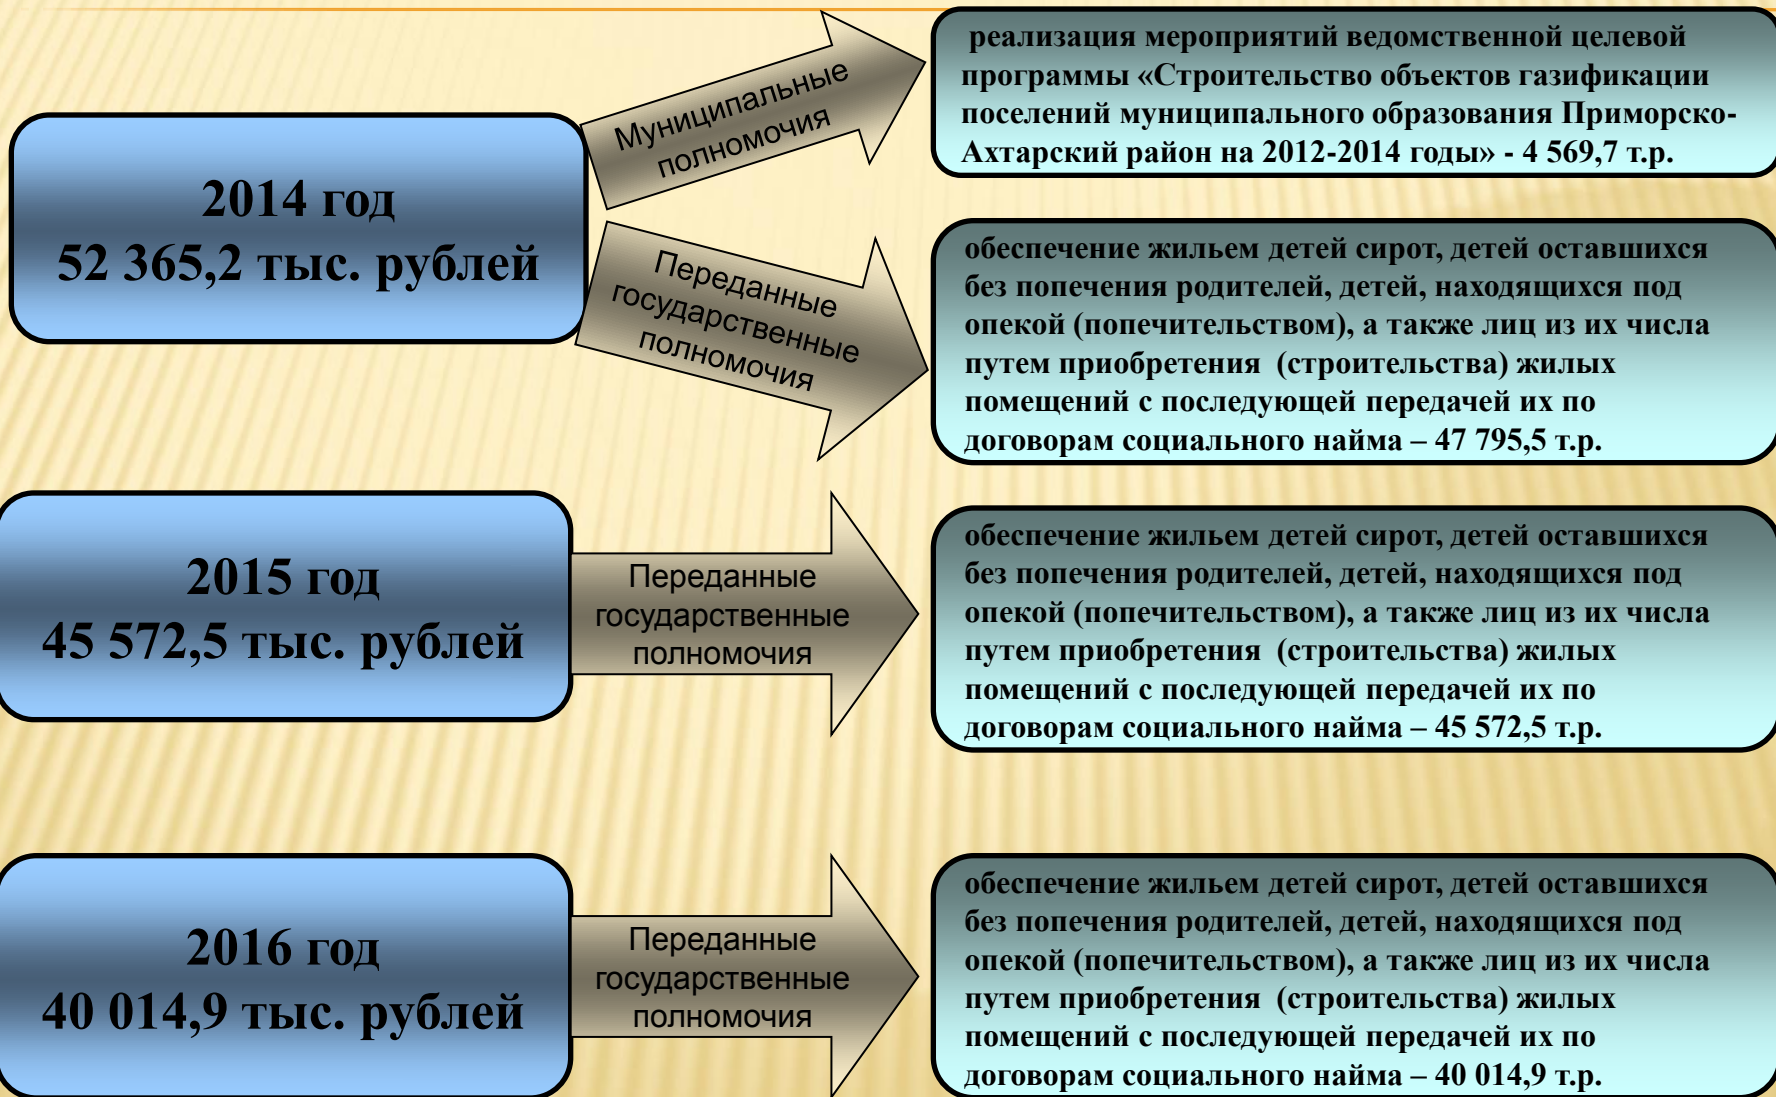 2014 год
52 365,2 тыс. рублей
Муниципальные
полномочия
реализация мероприятий ведомственной целевой
программы «Строительство объектов газификации
поселений муниципального образования Приморско-
Ахтарский район на 2012-2014 годы» - 4 569,7 т.р.
Переданные
государственные
полномочия
обеспечение жильем детей сирот, детей оставшихся
без попечения родителей, детей, находящихся под
опекой (попечительством), а также лиц из их числа
путем приобретения (строительства) жилых
помещений с последующей передачей их по
договорам социального найма – 47 795,5 т.р.
2015 год
45 572,5 тыс. рублей
Переданные
государственные
полномочия
обеспечение жильем детей сирот, детей оставшихся
без попечения родителей, детей, находящихся под
опекой (попечительством), а также лиц из их числа
путем приобретения (строительства) жилых
помещений с последующей передачей их по
договорам социального найма – 45 572,5 т.р.
2016 год
40 014,9 тыс. рублей
Переданные
государственные
полномочия
обеспечение жильем детей сирот, детей оставшихся
без попечения родителей, детей, находящихся под
опекой (попечительством), а также лиц из их числа
путем приобретения (строительства) жилых
помещений с последующей передачей их по
договорам социального найма – 40 014,9 т.р.